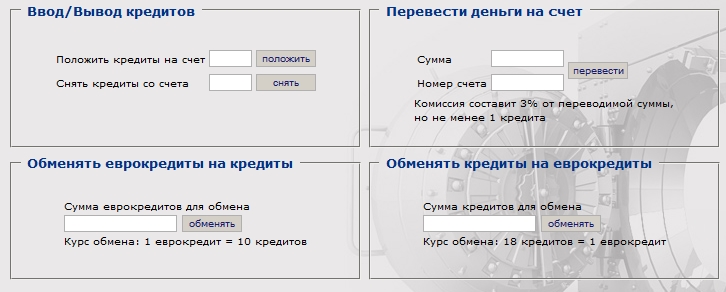 Ввод/Вывод кредитов
Положить кредиты на счет
положить
Снять кредиты со счета
снять
Перевести деньги на счет
Сумма
Номер счета
перевести
Комиссия составит 3% от переводимой суммы,
но не менее 1 кредита
Обменять еврокредиты на кредиты
Сумма еврокредитов для обмена
обменять
Курс обмена: 1 еврокредит = 10 кредитов
Обменять кредиты на еврокредиты
Сумма кредитов для обмена
обменять
Курс обмена: 18 кредитов = 1 еврокредит